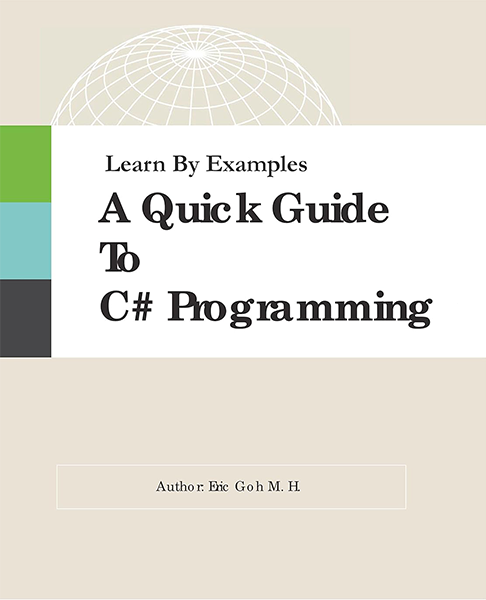 Learn By Examples
A Quick Guide
To
C# Programming
Author: Eric Goh M. H.